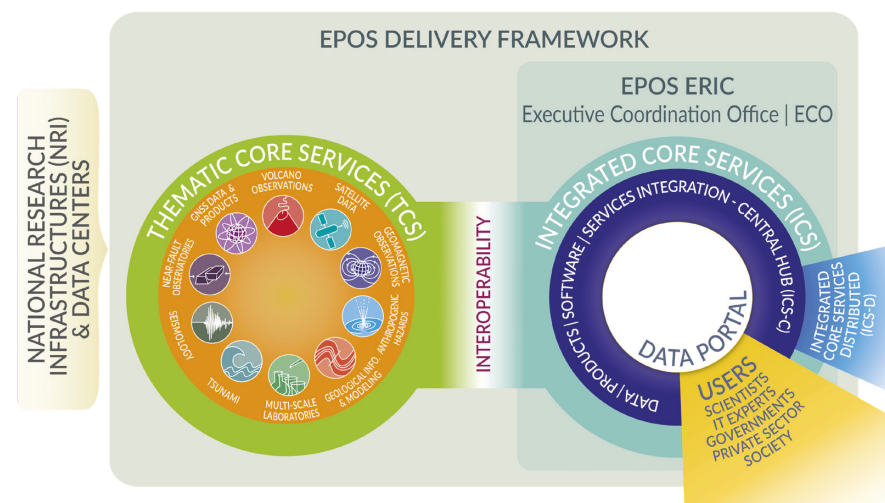 EPOS DELIVERY FRAMEWORK
EPOS ERIC
Executive Coordination Office | ECO
NATIONAL RESEARCH
INFRASTRUCTURES (NRI)
& DATA CENTERS
THEMATIC CORE SERVICES (TCS)
VOLCANO
OBSERVATIONS
SATELLITE
DATA
GEOMAGNETIC
OBSERVATIONS
ANTHROPOGENIC
HAZARDS
GEOLOGICAL INFO.
& MODELING
MULTI-SCALE
LABORATORIES
TSUNAMI
SEISMOLOGY
NEAR-FAULT
OBSERVATORIES
GNSS DATA &
PRODUCTS
INTEROPERABILITY
INTEGRATED CORE SERVICES (ICS)
DATA | PRODUCTS | SOFTWARE | SERVICES INTEGRATION - CENTRAL HUB (ICS-C)
DATA PORTAL
INTEGRATED
CORE SERVICES
DISTRIBUTED
(ICS-D)
USERS
SCIENTISTS
IT EXPERTS
GOVERNMENTS
PRIVATE SECTOR
SOCIETY